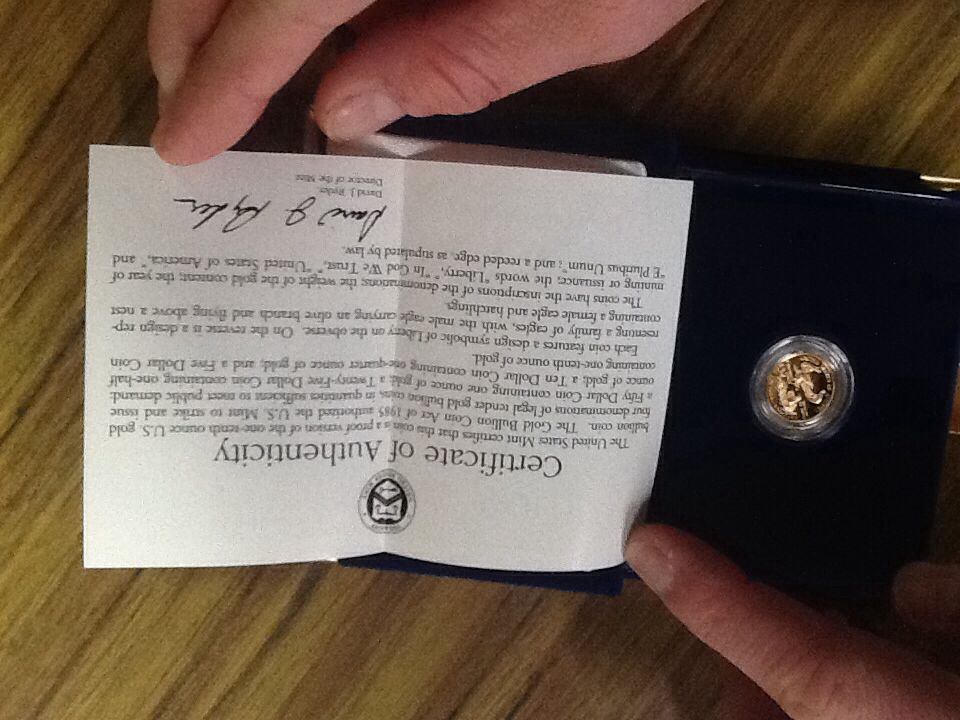 Certificate of Authenticity
The United States Mint certifies that this coin is a proof version of the one-tenth ounce U.S. gold
bullion coin. The Gold Bullion Coin Act of 1985 authorized the U.S. Mint to strike and issue
four denominations of legal tender gold bullion coins, in quantities sufficient to meet public demand:
a Fifty Dollar Coin containing one ounce of gold; a Twenty-Five Dollar Coin containing one-half
ounce of gold; a Ten Dollar Coin containing one-quarter ounce of gold; and a Five Dollar Coin
containing one-tenth ounce of gold.
Each coin features a design symbolic of Liberty on the obverse. On the reverse is a design rep-
resenting a family of eagles, with the male eagle carrying an olive branch and flying above a nest
containing a female eagle and hatchlings.
The coins have the inscriptions of the denominations; the weight of the gold content; the year of
minting or issuance; the words "Liberty," "In God We Trust," "United States of America," and
"E Pluribus Unum"; and a reeded edge, as stipulated by law.
David J. Ryder
David J. Ryder
Director of the Mint